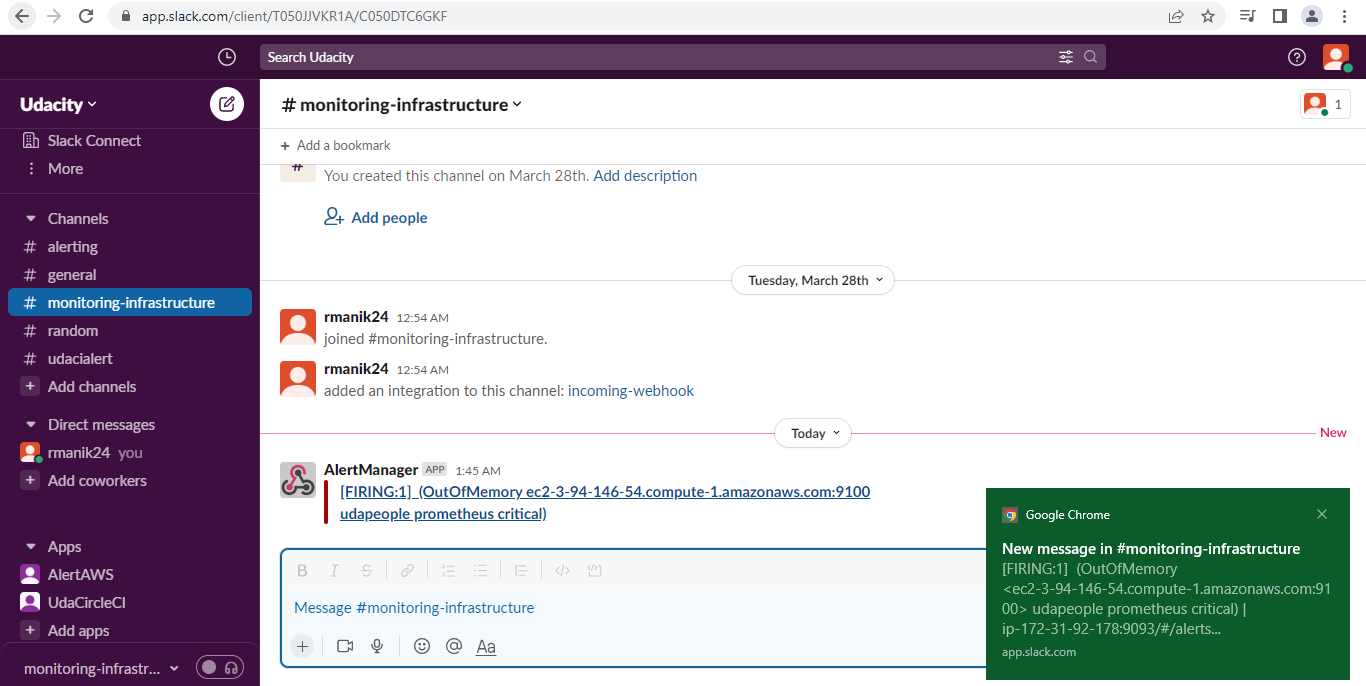 app.slack.com/client/T050JJVKR1A/C050DTC6GKF
Search Udacity
Udacity
Slack Connect
More
Channels
# alerting
# general
# monitoring-infrastructure
# random
# udacialert
+ Add channels
Direct messages
rmanik24 you
+ Add coworkers
Apps
AlertAWS
UdaCircleCI
+ Add apps
monitoring-infrastr...
# monitoring-infrastructure
1
+ Add a bookmark
#
You created this channel on March 28th. Add description
Add people
Tuesday, March 28th
rmanik24 12:54 AM
joined #monitoring-infrastructure.
rmanik24 12:54 AM
added an integration to this channel: incoming-webhook
Today
New
AlertManager APP 1:45 AM
[FIRING:1] (OutOfMemory ec2-3-94-146-54.compute-1.amazonaws.com:9100
udapeople prometheus critical)
B I S
Message #monitoring-infrastructure
+ @ Aa
Google Chrome
New message in #monitoring-infrastructure
[FIRING:1] (OutOfMemory
<ec2-3-94-146-54.compute-1.amazonaws.com:91
00> udapeople prometheus critical) |
ip-172-31-92-178:9093/#/alerts...
app.slack.com